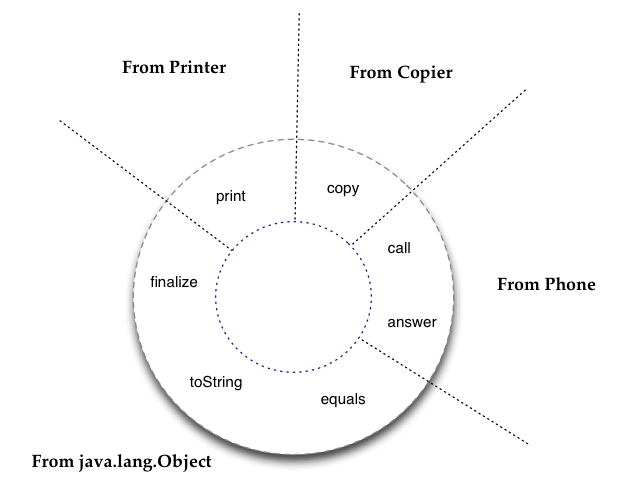 From Printer
From Copier
print
copy
call
finalize
From Phone
answer
toString
equals
From java.lang.Object